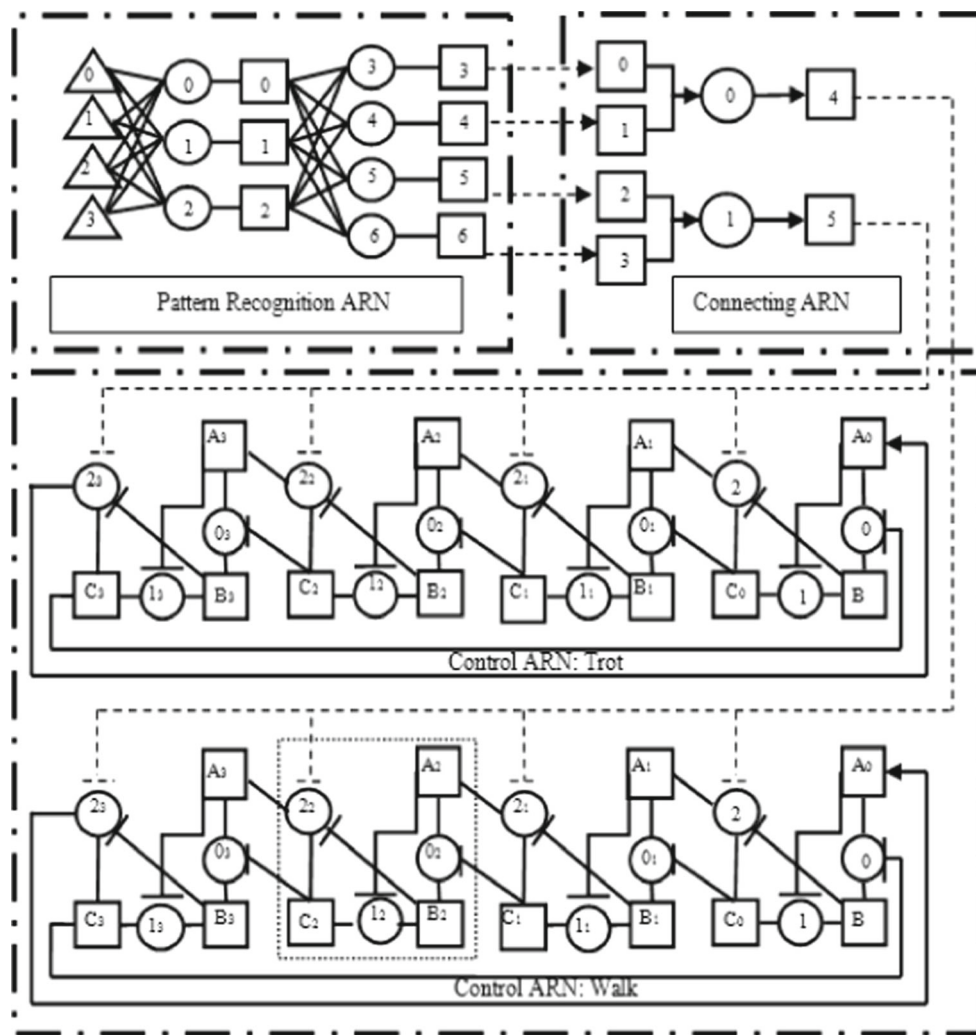 0 0 0 3 3 0 0 4
1 1 1 4 4 1
2 2 2 5 5 2 1 5
3 6 6 3
Pattern Recognition ARN
Connecting ARN
A3 A2 A1 A0
23 22 21 2
03 02 01 0
C3 13 B3 C2 12 B2 C1 11 B1 C0 1 B
Control ARN: Trot
A3 A2 A1 A0
23 22 21 2
03 02 01 0
C3 13 B3 C2 12 B2 C1 11 B1 C0 1 B
Control ARN: Walk